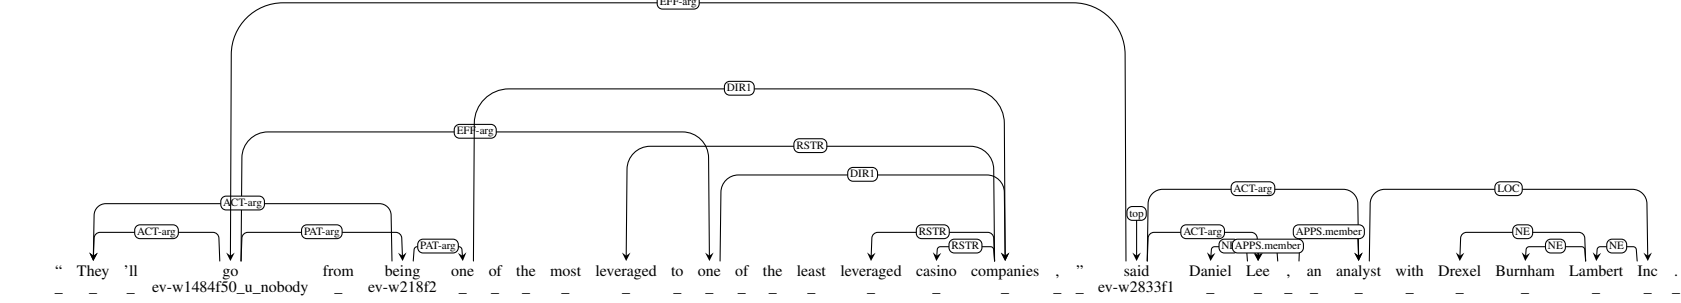 EFF-arg
DIR1
EFF-arg
RSTR
DIR1
ACT-arg LOC
ACT-arg top
ACT-arg PAT-arg RSTR ACT-arg APPS.member NE
PAT-arg RSTR APPS.member NE NE
“ They ’ll go from being one of the most leveraged to one of the least leveraged casino companies , ” said Daniel Lee , an analyst with Drexel Burnham Lambert Inc .
_ _ _ ev-w1484f50_u_nobody _ ev-w218f2 _ _ _ _ _ _ _ _ _ _ _ _ _ _ _ ev-w2833f1 _ _ _ _ _ _ _ _ _ _ _